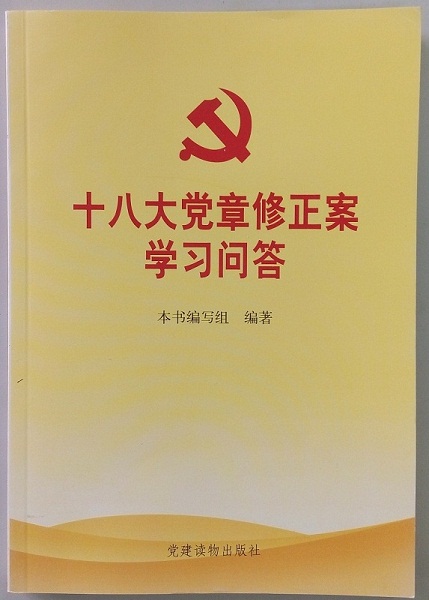 十八大党章修正案
学习问答
本书编写组 编著
党建读物出版社